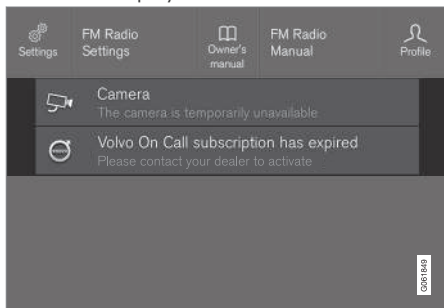 Settings
FM Radio
Settings
Owner's
manual
FM Radio
Manual
Profile
Camera
The camera is temporarily unavailable
Volvo On Call subscription has expired
Please contact your dealer to activate
G061849